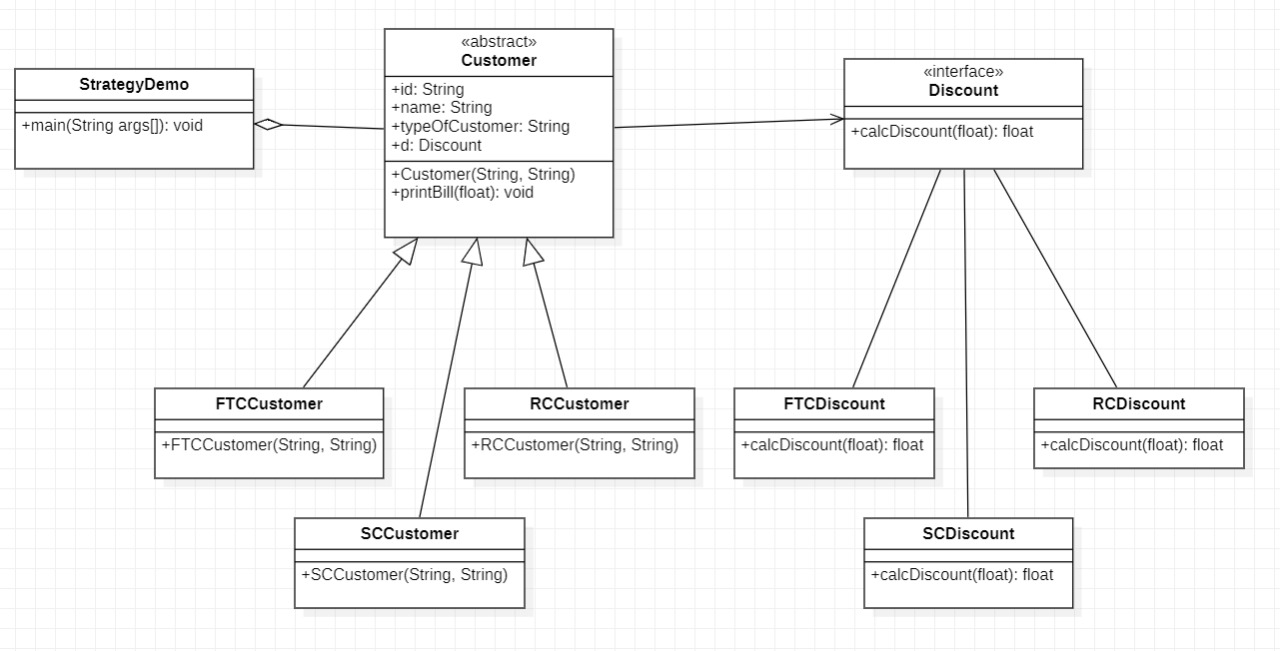 StrategyDemo
+main(String args[]): void
«abstract»
Customer
+id: String
+name: String
+typeOfCustomer: String
+d: Discount
+Customer(String, String)
+printBill(float): void
«interface»
Discount
+calcDiscount(float): float
FTCCustomer
+FTCCustomer(String, String)
RCCustomer
+RCCustomer(String, String)
FTCDiscount
+calcDiscount(float): float
RCDiscount
+calcDiscount(float): float
SCCustomer
+SCCustomer(String, String)
SCDiscount
+calcDiscount(float): float